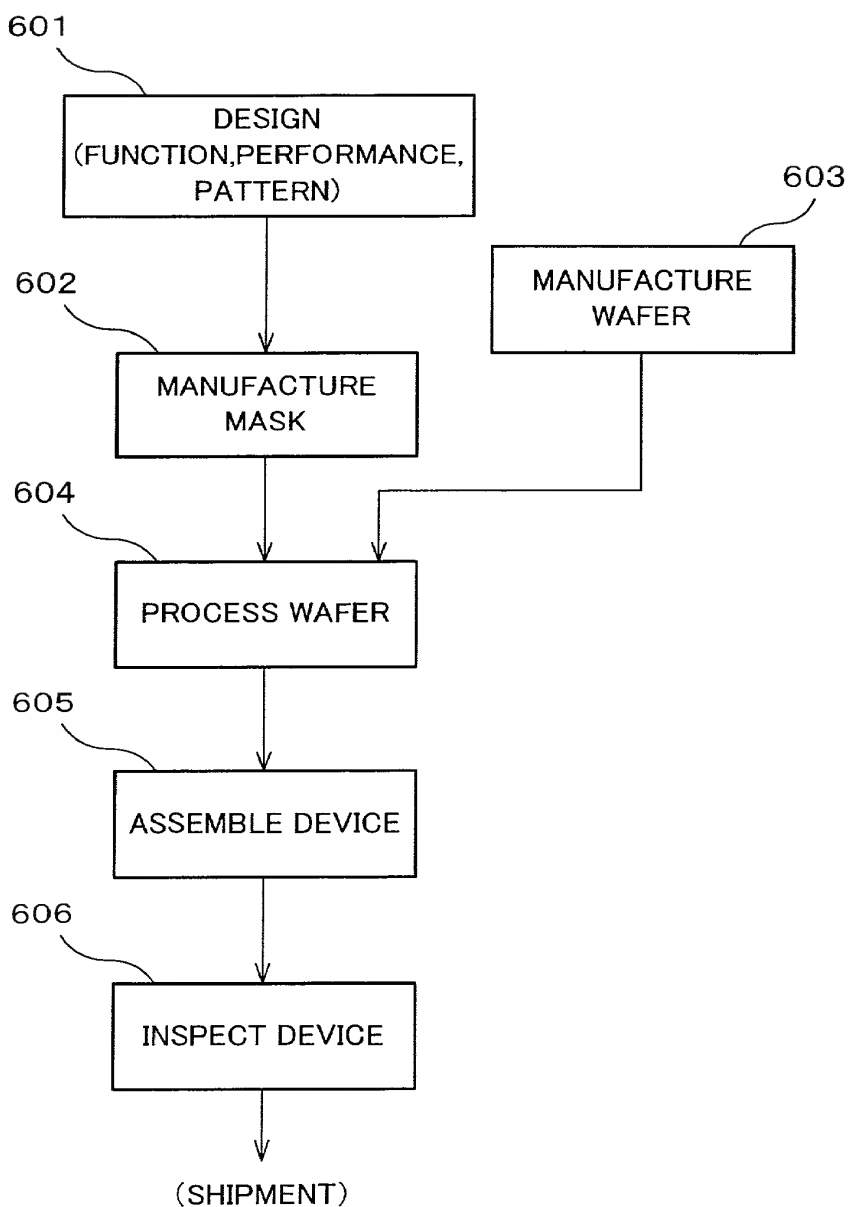 601
DESIGN
(FUNCTION,PERFORMANCE,
PATTERN)
603
MANUFACTURE
WAFER
602
MANUFACTURE
MASK
604
PROCESS WAFER
605
ASSEMBLE DEVICE
606
INSPECT DEVICE
(SHIPMENT)